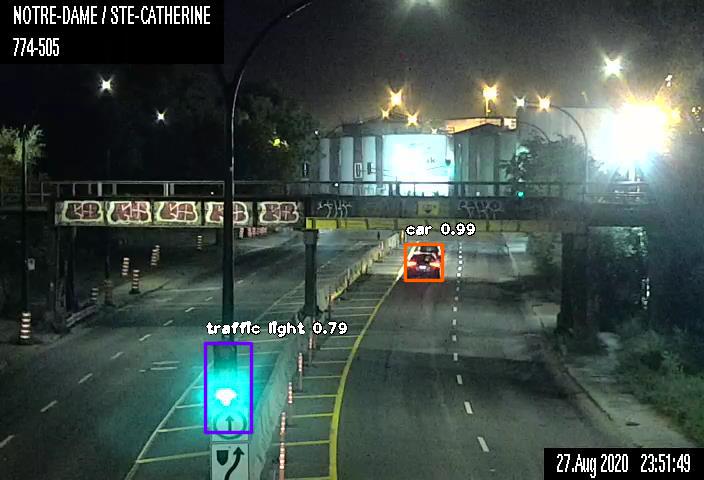 NOTRE-DAME / STE-CATHERINE
774-505
car 0.99
traffic light 0.79
27.Aug 2020 23:51:49